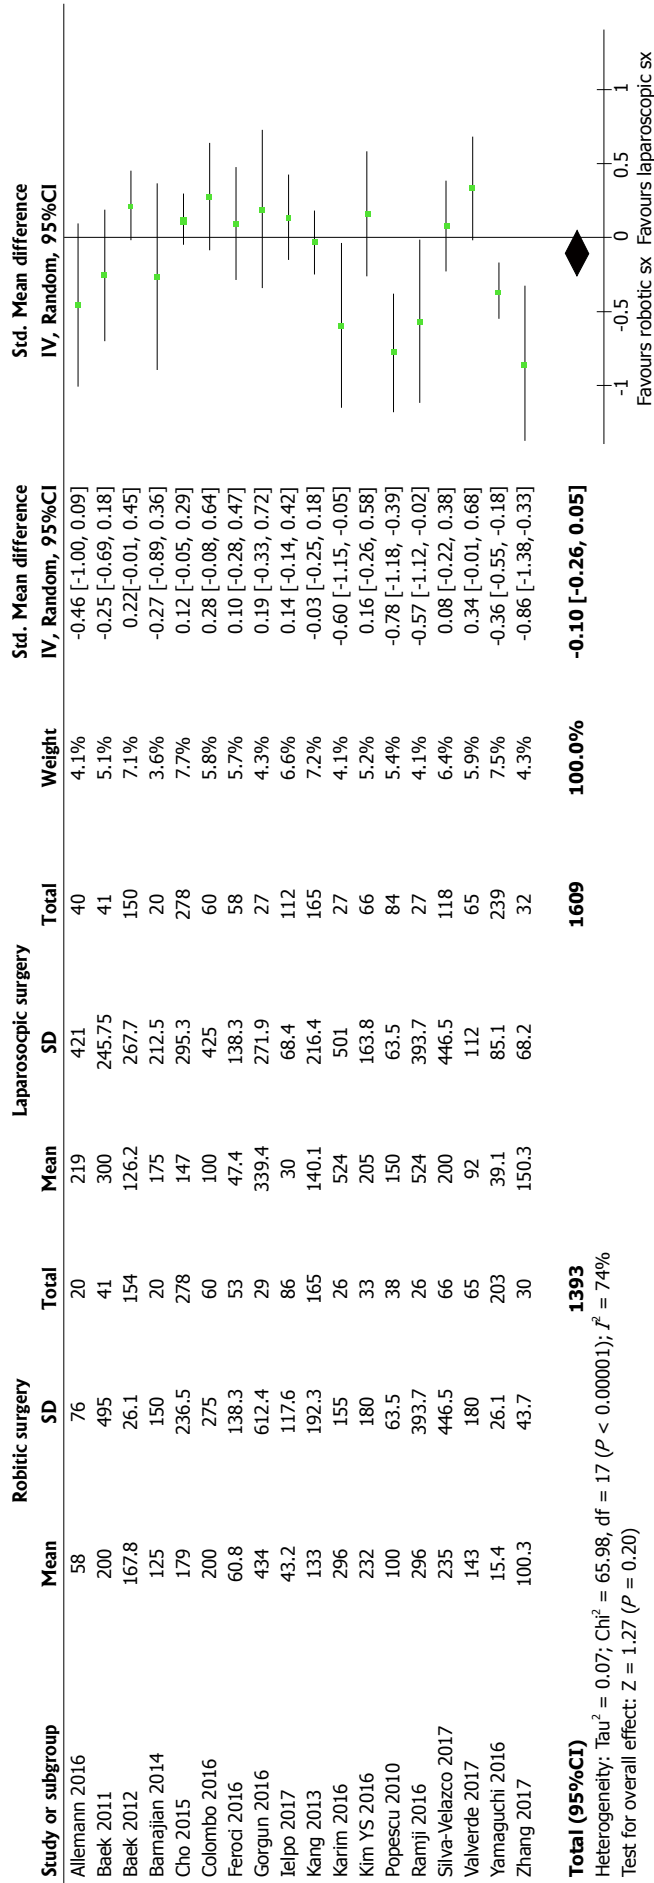 Robitic surgery Laparosocpic surgery Std. Mean difference Std. Mean difference
Study or subgroup Mean SD Total Mean SD Total Weight IV, Random, 95%CI IV, Random, 95%CI
Allemann 2016 58 76 20 219 421 40 4.1% -0.46 [-1.00, 0.09]
Baek 2011 200 495 41 300 245.75 41 5.1% -0.25 [-0.69, 0.18]
Baek 2012 167.8 26.1 154 126.2 267.7 150 7.1% 0.22[-0.01, 0.45]
Barnajian 2014 125 150 20 175 212.5 20 3.6% -0.27 [-0.89, 0.36]
Cho 2015 179 236.5 278 147 295.3 278 7.7% 0.12 [-0.05, 0.29]
Colombo 2016 200 275 60 100 425 60 5.8% 0.28 [-0.08, 0.64]
Feroci 2016 60.8 138.3 53 47.4 138.3 58 5.7% 0.10 [-0.28, 0.47]
Gorgun 2016 434 612.4 29 339.4 271.9 27 4.3% 0.19 [-0.33, 0.72]
Ielpo 2017 43.2 117.6 86 30 68.4 112 6.6% 0.14 [-0.14, 0.42]
Kang 2013 133 192.3 165 140.1 216.4 165 7.2% -0.03 [-0.25, 0.18]
Karim 2016 296 155 26 524 501 27 4.1% -0.60 [-1.15, -0.05]
Kim YS 2016 232 180 33 205 163.8 66 5.2% 0.16 [-0.26, 0.58]
Popescu 2010 100 63.5 38 150 63.5 84 5.4% -0.78 [-1.18, -0.39]
Ramji 2016 296 393.7 26 524 393.7 27 4.1% -0.57 [-1.12, -0.02]
Silva-Velazco 2017 235 446.5 66 200 446.5 118 6.4% 0.08 [-0.22, 0.38]
Valverde 2017 143 180 65 92 112 65 5.9% 0.34 [-0.01, 0.68]
Yamaguchi 2016 15.4 26.1 203 39.1 85.1 239 7.5% -0.36 [-0.55, -0.18]
Zhang 2017 100.3 43.7 30 150.3 68.2 32 4.3% -0.86 [-1.38,-0.33]
Total (95%CI) 1393 1609 100.0% -0.10 [-0.26, 0.05]
Heterogeneity: Tau² = 0.07; Chi² = 65.98, df = 17 (P < 0.00001); I² = 74%
Test for overall effect: Z = 1.27 (P = 0.20)
-1 -0.5 0 0.5 1
Favours robotic sx Favours laparoscopic sx